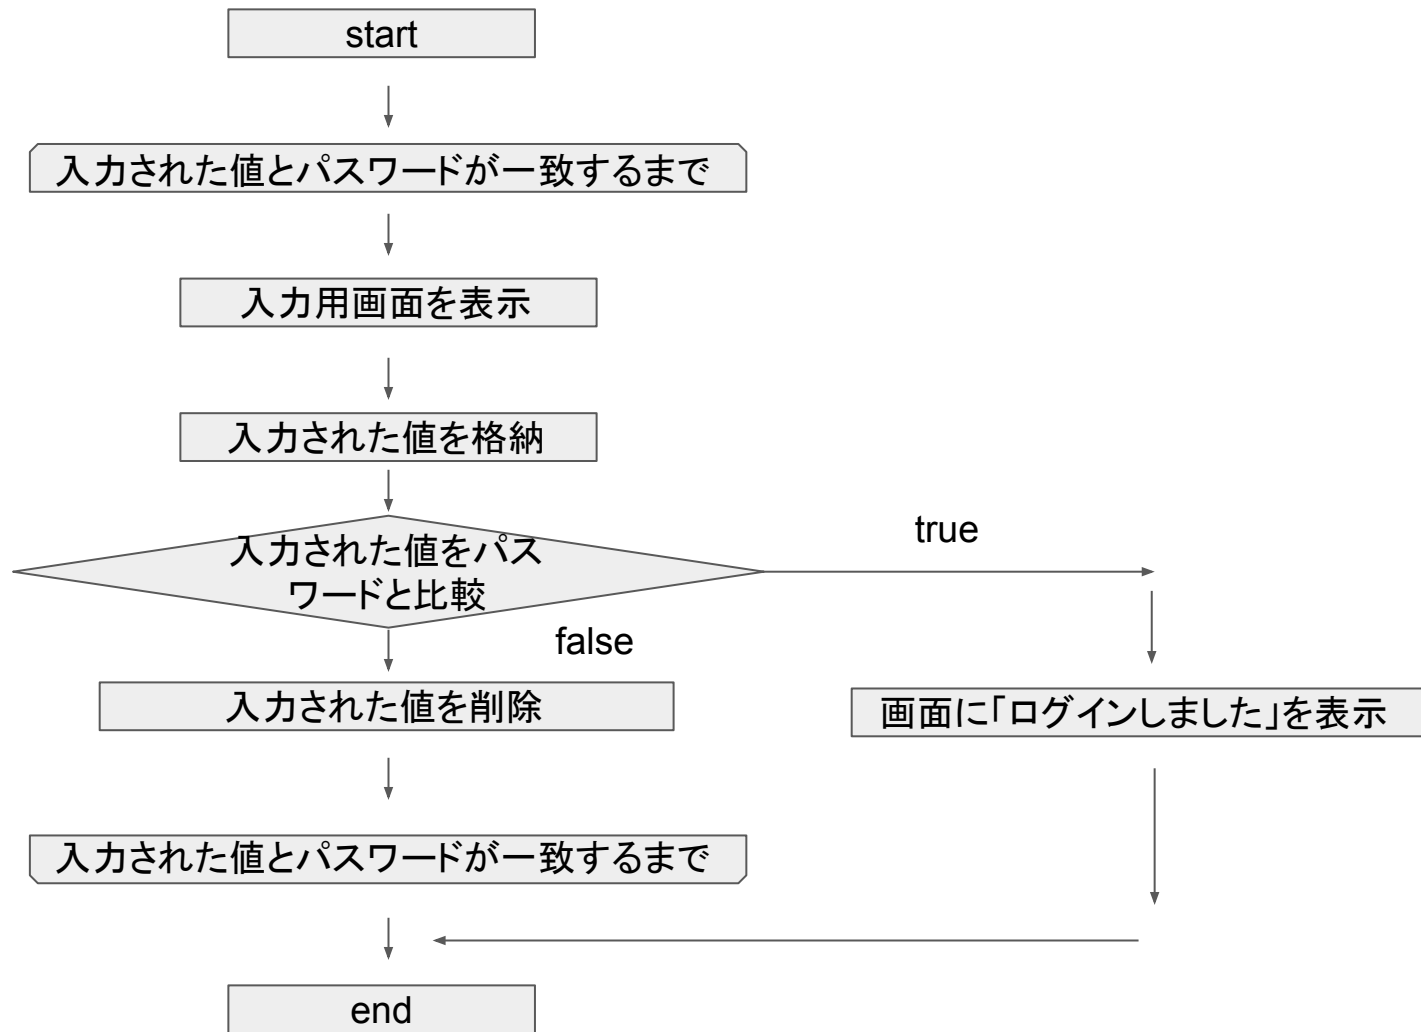 start
入力された値とパスワードが一致するまで
入力用画面を表示
入力された値を格納
入力された値をパス
ワードと比較
true
false
入力された値を削除
画面に「ログインしました」を表示
入力された値とパスワードが一致するまで
end